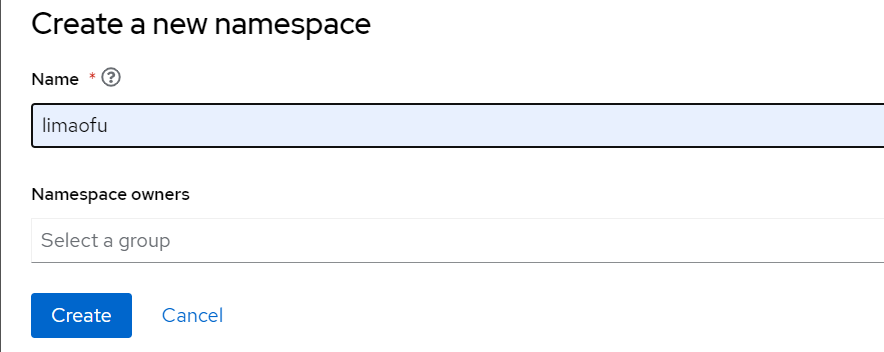 Create a new namespace
Name * ?
limaofu
Namespace owners
Select a group
Create Cancel